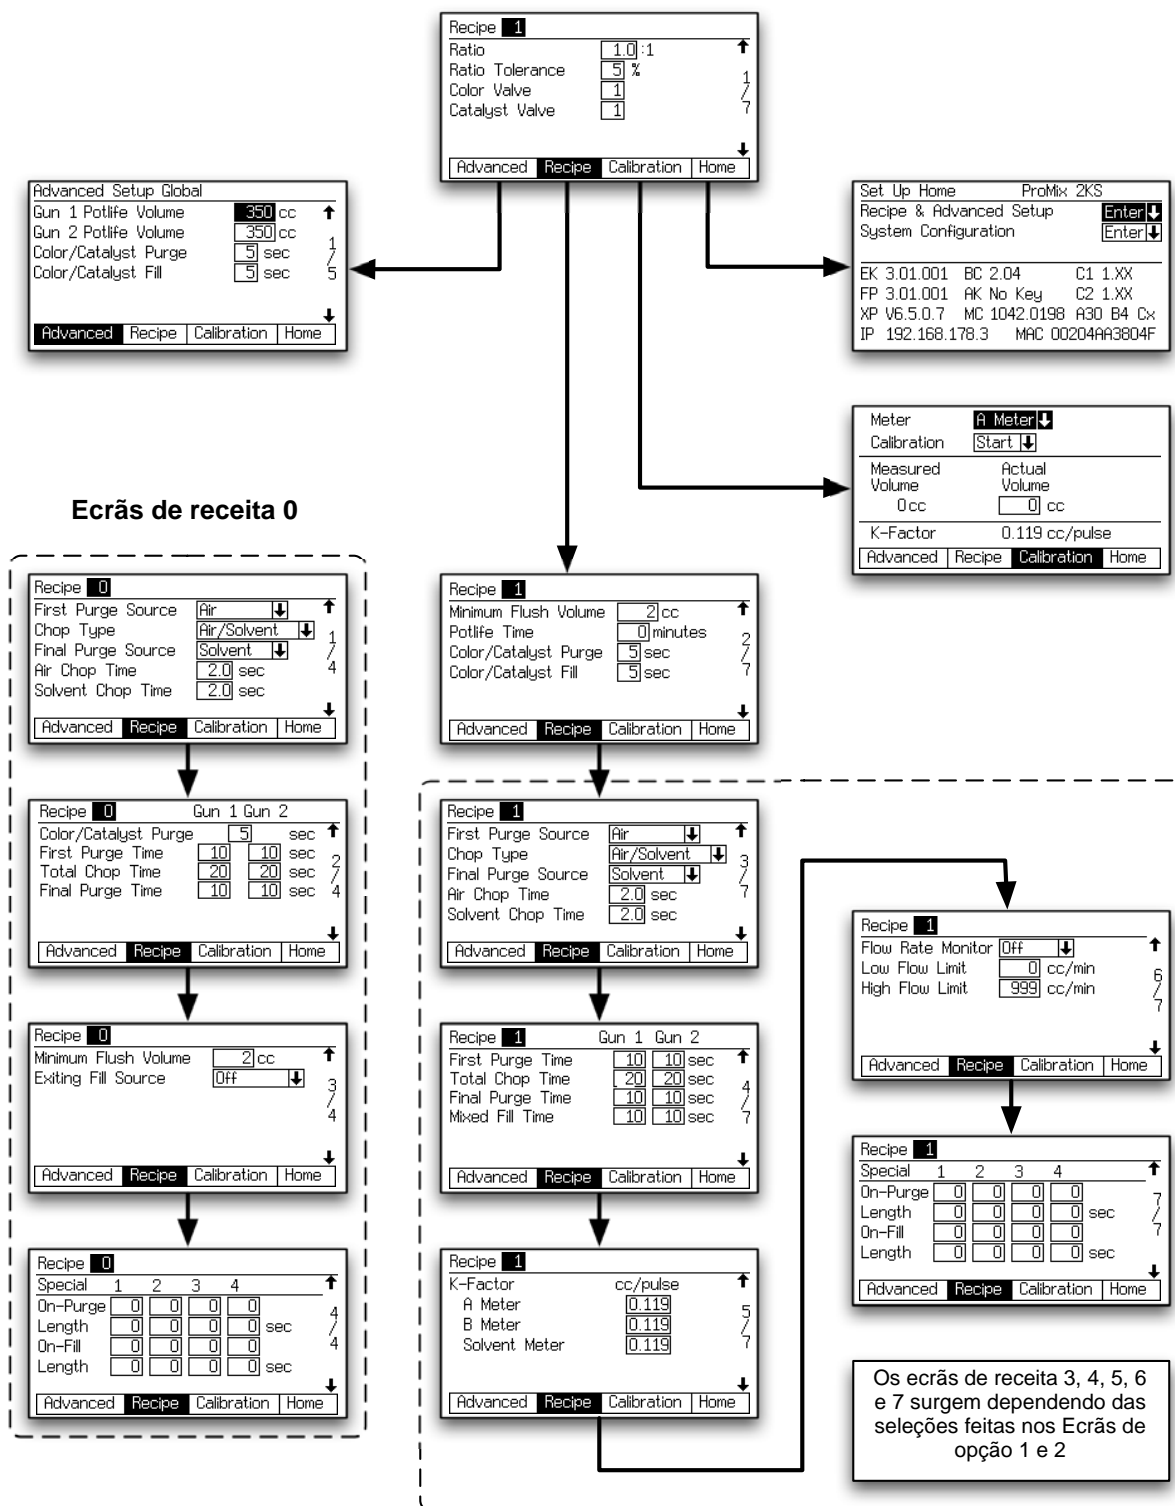 Recipe 1
Ratio 1.0 :1
Ratio Tolerance 5 %
Color Valve 1
Catalyst Valve 1
1 / 7
Advanced Recipe Calibration Home
Advanced Setup Global
Gun 1 Potlife Volume 350 cc
Gun 2 Potlife Volume 350 cc
Color/Catalyst Purge 5 sec
Color/Catalyst Fill 5 sec
1 / 5
Advanced Recipe Calibration Home
Set Up Home ProMix 2KS
Recipe & Advanced Setup Enter
System Configuration Enter
EK 3.01.001 BC 2.04 C1 1.XX
FP 3.01.001 AK No Key C2 1.XX
XP V6.5.0.7 MC 1042.0198 A30 B4 Cx
IP 192.168.178.3 MAC 00204AA3804F
Meter A Meter
Calibration Start
Measured Actual
Volume Volume
0 cc 0 cc
K-Factor 0.119 cc/pulse
Advanced Recipe Calibration Home
Ecrãs de receita 0
Recipe 0
First Purge Source Air
Chop Type Air/Solvent
Final Purge Source Solvent
Air Chop Time 2.0 sec
Solvent Chop Time 2.0 sec
1 / 4
Advanced Recipe Calibration Home
Recipe 0 Gun 1 Gun 2
Color/Catalyst Purge 5 sec
First Purge Time 10 10 sec
Total Chop Time 20 20 sec
Final Purge Time 10 10 sec
2 / 4
Advanced Recipe Calibration Home
Recipe 0
Minimum Flush Volume 2 cc
Exiting Fill Source Off
3 / 4
Advanced Recipe Calibration Home
Recipe 0
Special 1 2 3 4
On-Purge 0 0 0 0
Length 0 0 0 0 sec
On-Fill 0 0 0 0
Length 0 0 0 0 sec
4 / 4
Advanced Recipe Calibration Home
Recipe 1
Minimum Flush Volume 2 cc
Potlife Time 0 minutes
Color/Catalyst Purge 5 sec
Color/Catalyst Fill 5 sec
2 / 7
Advanced Recipe Calibration Home
Recipe 1
First Purge Source Air
Chop Type Air/Solvent
Final Purge Source Solvent
Air Chop Time 2.0 sec
Solvent Chop Time 2.0 sec
3 / 7
Advanced Recipe Calibration Home
Recipe 1 Gun 1 Gun 2
First Purge Time 10 10 sec
Total Chop Time 20 20 sec
Final Purge Time 10 10 sec
Mixed Fill Time 10 10 sec
4 / 7
Advanced Recipe Calibration Home
Recipe 1
K-Factor cc/pulse
A Meter 0.119
B Meter 0.119
Solvent Meter 0.119
5 / 7
Advanced Recipe Calibration Home
Recipe 1
Flow Rate Monitor Off
Low Flow Limit 0 cc/min
High Flow Limit 999 cc/min
6 / 7
Advanced Recipe Calibration Home
Recipe 1
Special 1 2 3 4
On-Purge 0 0 0 0
Length 0 0 0 0 sec
On-Fill 0 0 0 0
Length 0 0 0 0 sec
7 / 7
Advanced Recipe Calibration Home
Os ecrãs de receita 3, 4, 5, 6
e 7 surgem dependendo das
seleções feitas nos Ecrãs de
opção 1 e 2